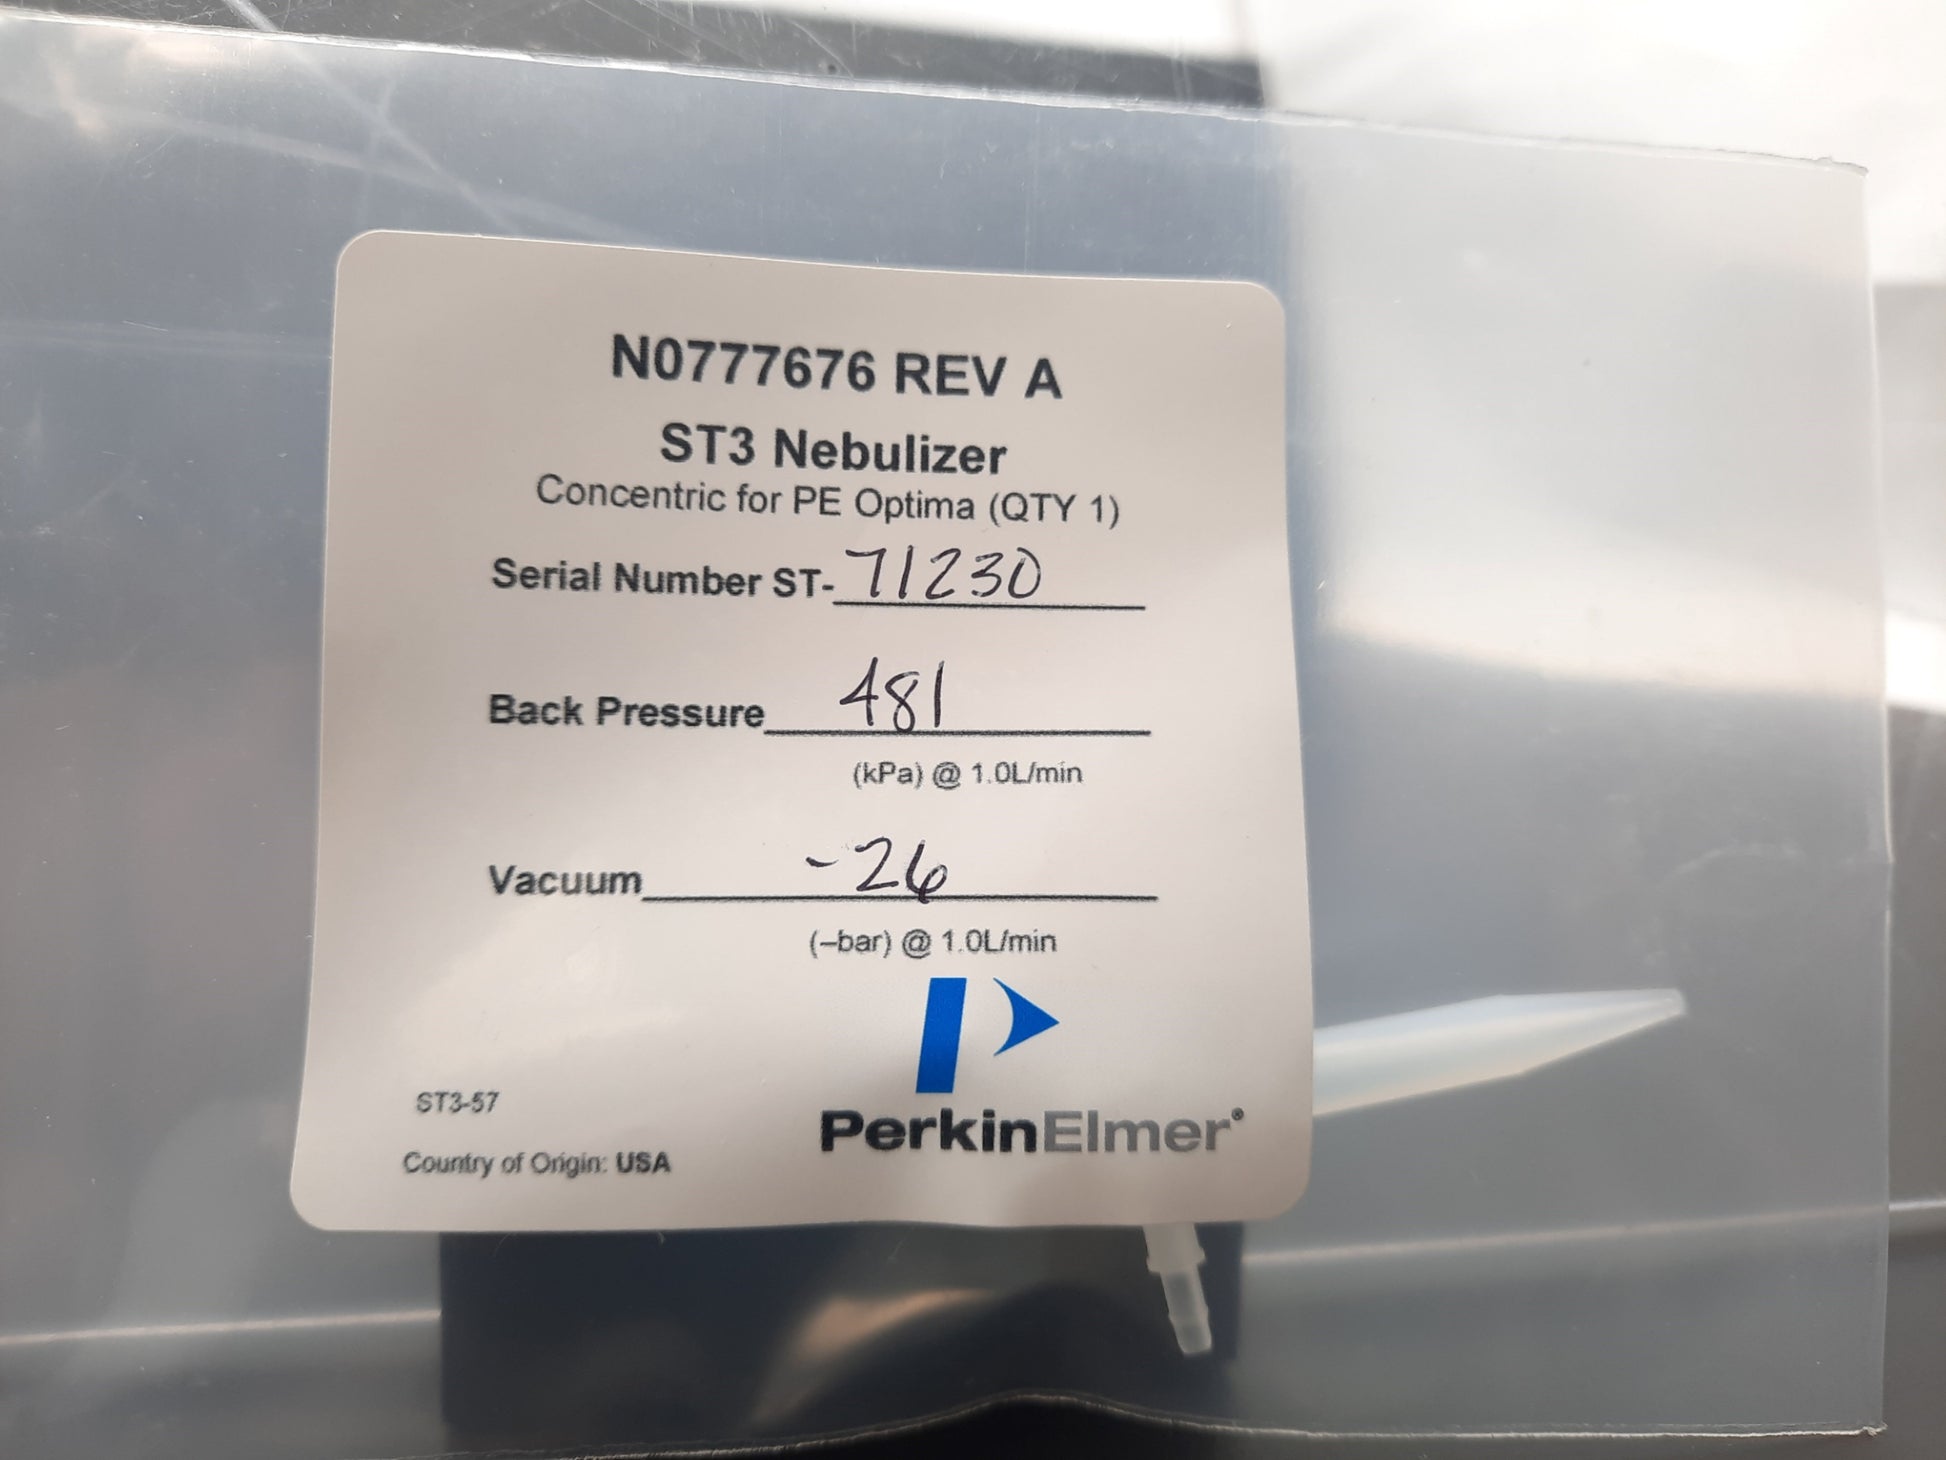 N0777676 REV A
ST3 Nebulizer
Concentric for PE Optima (QTY 1)
Serial Number ST- 71230
Back Pressure 481
(kPa) @ 1.0L/min
Vacuum -26
(–bar) @ 1.0L/min
ST3-57
PerkinElmer®
Country of Origin: USA